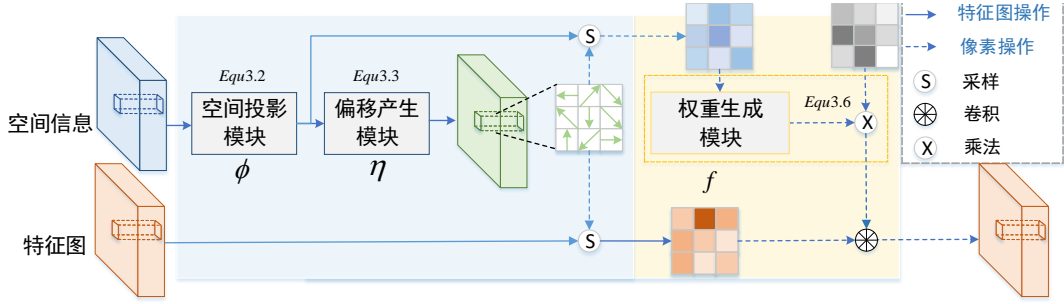 特征图操作
像素操作
S
采样
卷积
X
乘法
空间信息
Equ3.2
空间投影
模块
ϕ
Equ3.3
偏移产生
模块
η
S
权重生成
模块
Equ3.6
X
f
特征图
S